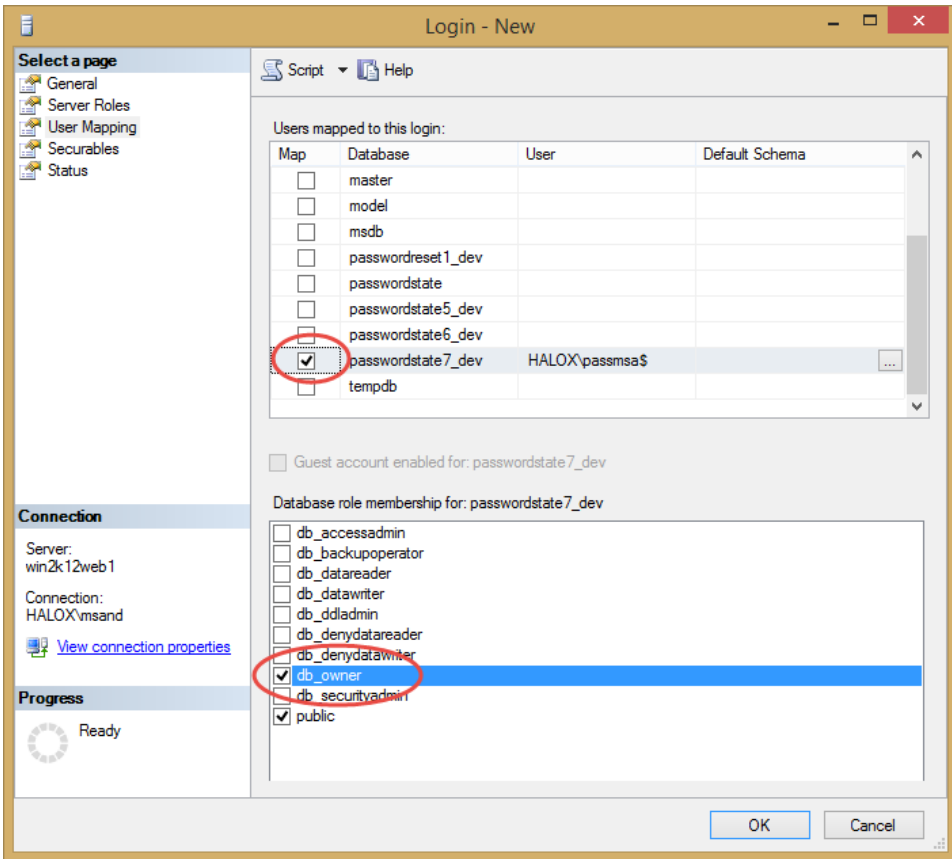 Login - New
Select a page
General
Server Roles
User Mapping
Securables
Status
Script Help
Users mapped to this login:
Map Database User Default Schema
master
model
msdb
passwordreset1_dev
passwordstate
passwordstate5_dev
passwordstate6_dev
passwordstate7_dev HALOX\passmsa$ ...
tempdb
Guest account enabled for: passwordstate7_dev
Database role membership for: passwordstate7_dev
db_accessadmin
db_backupoperator
db_datareader
db_datawriter
db_ddladmin
db_denydatareader
db_denydatawriter
db_owner
db_securityadmin
public
Connection
Server:
win2k12web1
Connection:
HALOX\msand
View connection properties
Progress
Ready
OK Cancel